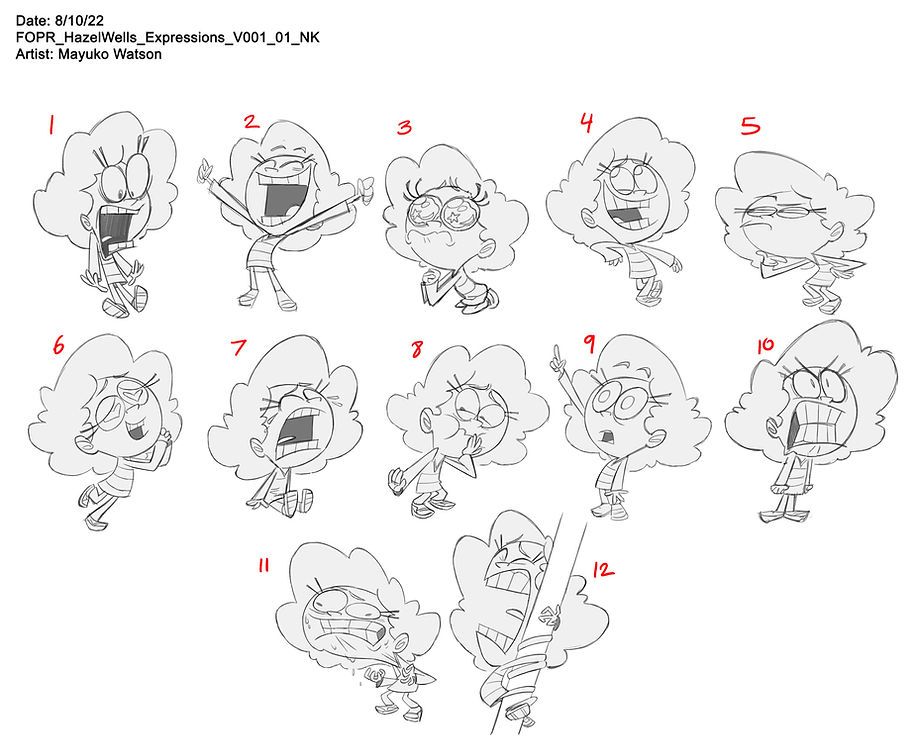 Date: 8/10/22
FOPR_HazelWells_Expressions_V001_01_NK
Artist: Mayuko Watson
1 2 3 4 5
6 7 8 9 10
11 12